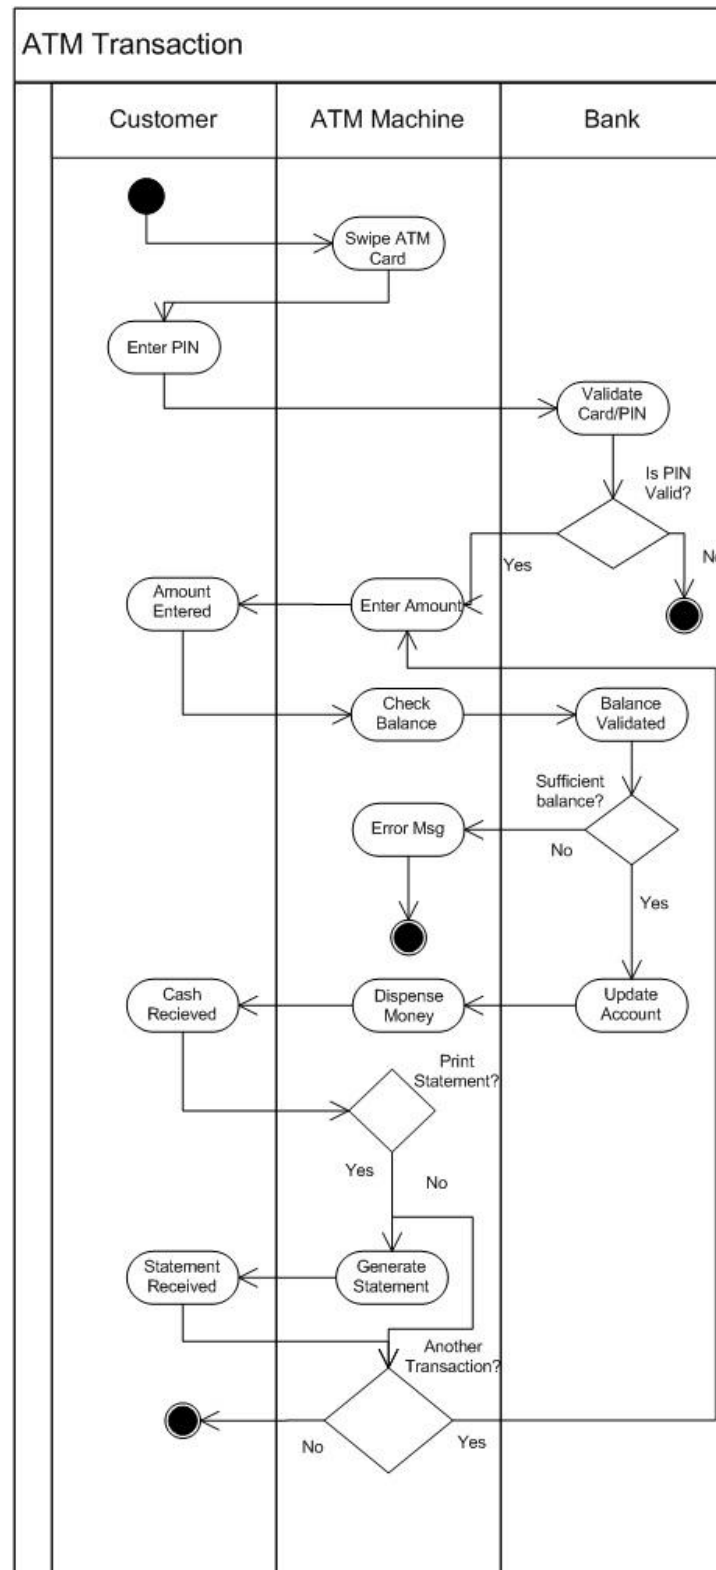 ATM Transaction
Customer
ATM Machine
Bank
Swipe ATM
Card
Enter PIN
Validate
Card/PIN
Is PIN
Valid?
Yes
Amount
Entered
Enter Amount
Check
Balance
Balance
Validated
Sufficient
balance?
Error Msg
No
Yes
Cash
Recieved
Dispense
Money
Update
Account
Print
Statement?
Yes
No
Statement
Received
Generate
Statement
Another
Transaction?
No
Yes